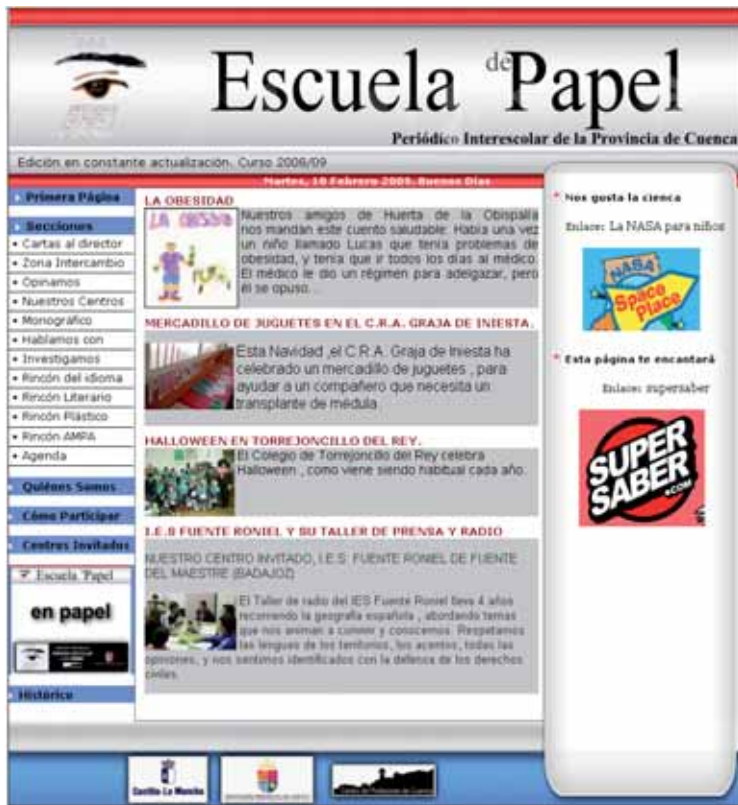 Escuela de Papel
Periódico Interescolar de la Provincia de Cuenca
Edición en constante actualización. Curso 2008/09
Martes, 10 Febrero 2009. Buenos Días
Primera Página
Secciones
• Cartas al director
• Zona Intercambio
• Opinamos
• Nuestros Centros
• Monográfico
• Hablamos con
• Investigamos
• Rincón del idioma
• Rincón Literario
• Rincón Plástico
• Rincón AMPA
• Agenda
Quiénes Somos
Cómo Participar
Centros Invitados
Escuela Papel
en papel
Histórico
LA OBESIDAD
LA OBESIDAD
Nuestros amigos de Huerta de la Obispalía
nos mandan este cuento saludable: Había una vez
un niño llamado Lucas que tenía problemas de
obesidad, y tenía que ir todos los días al médico.
El médico le dio un régimen para adelgazar, pero
él se opuso...
MERCADILLO DE JUGUETES EN EL C.R.A. GRAJA DE INIESTA.
Esta Navidad ,el C.R.A. Graja de Iniesta ha
celebrado un mercadillo de juguetes , para
ayudar a un compañero que necesita un
transplante de médula.
HALLOWEEN EN TORREJONCILLO DEL REY.
El Colegio de Torrejoncillo del Rey celebra
Halloween , como viene siendo habitual cada año.
I.E.S FUENTE RONIEL Y SU TALLER DE PRENSA Y RADIO
NUESTRO CENTRO INVITADO, I.E.S. FUENTE RONIEL DE FUENTE
DEL MAESTRE (BADAJOZ)
El Taller de radio del IES Fuente Roniel lleva 4 años
recorriendo la geografía española , abordando temas
que nos animan a convivir y conocernos. Respetamos
las lenguas de los territorios, los acentos, todas las
opiniones, y nos sentimos identificados con la defensa de los derechos
civiles.
* Nos gusta la cienca
Enlace: La NASA para niños
NASA
Space
Place
* Esta página te encantará
Enlace: supersaber
SUPER
SABER
.COM
Castilla-La Mancha